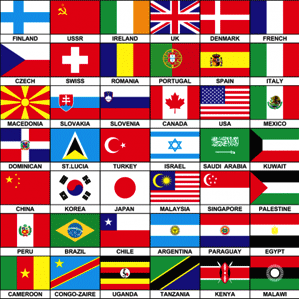 FINLAND USSR IRELAND UK DENMARK FRENCH
CZECH SWISS ROMANIA PORTUGAL SPAIN ITALY
MACEDONIA SLOVAKIA SLOVENIA CANADA USA MEXICO
DOMINICAN ST.LUCIA TURKEY ISRAEL SAUDI ARABIA KUWAIT
CHINA KOREA JAPAN MALAYSIA SINGAPORE PALESTINE
PERU BRAZIL CHILE ARGENTINA PARAGUAY EGYPT
CAMEROON CONGO-ZAIRE UGANDA TANZANIA KENYA MALAWI